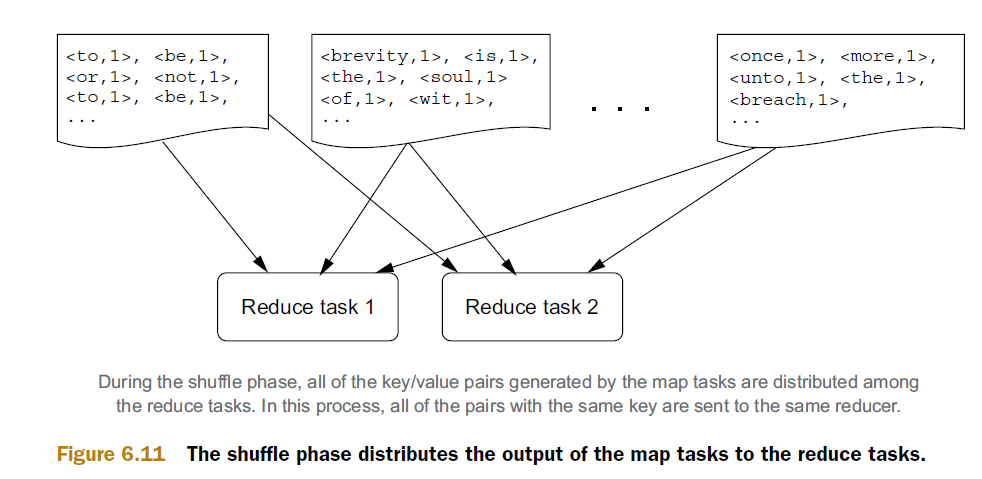 <to,1>, <be,1>,
<or,1>, <not,1>,
<to,1>, <be,1>,
...
<brevity,1>, <is,1>,
<the,1>, <soul,1>
<of,1>, <wit,1>,
...
. . .
<once,1>, <more,1>,
<unto,1>, <the,1>,
<breach,1>,
...
Reduce task 1
Reduce task 2
During the shuffle phase, all of the key/value pairs generated by the map tasks are distributed among
the reduce tasks. In this process, all of the pairs with the same key are sent to the same reducer.
Figure 6.11 The shuffle phase distributes the output of the map tasks to the reduce tasks.